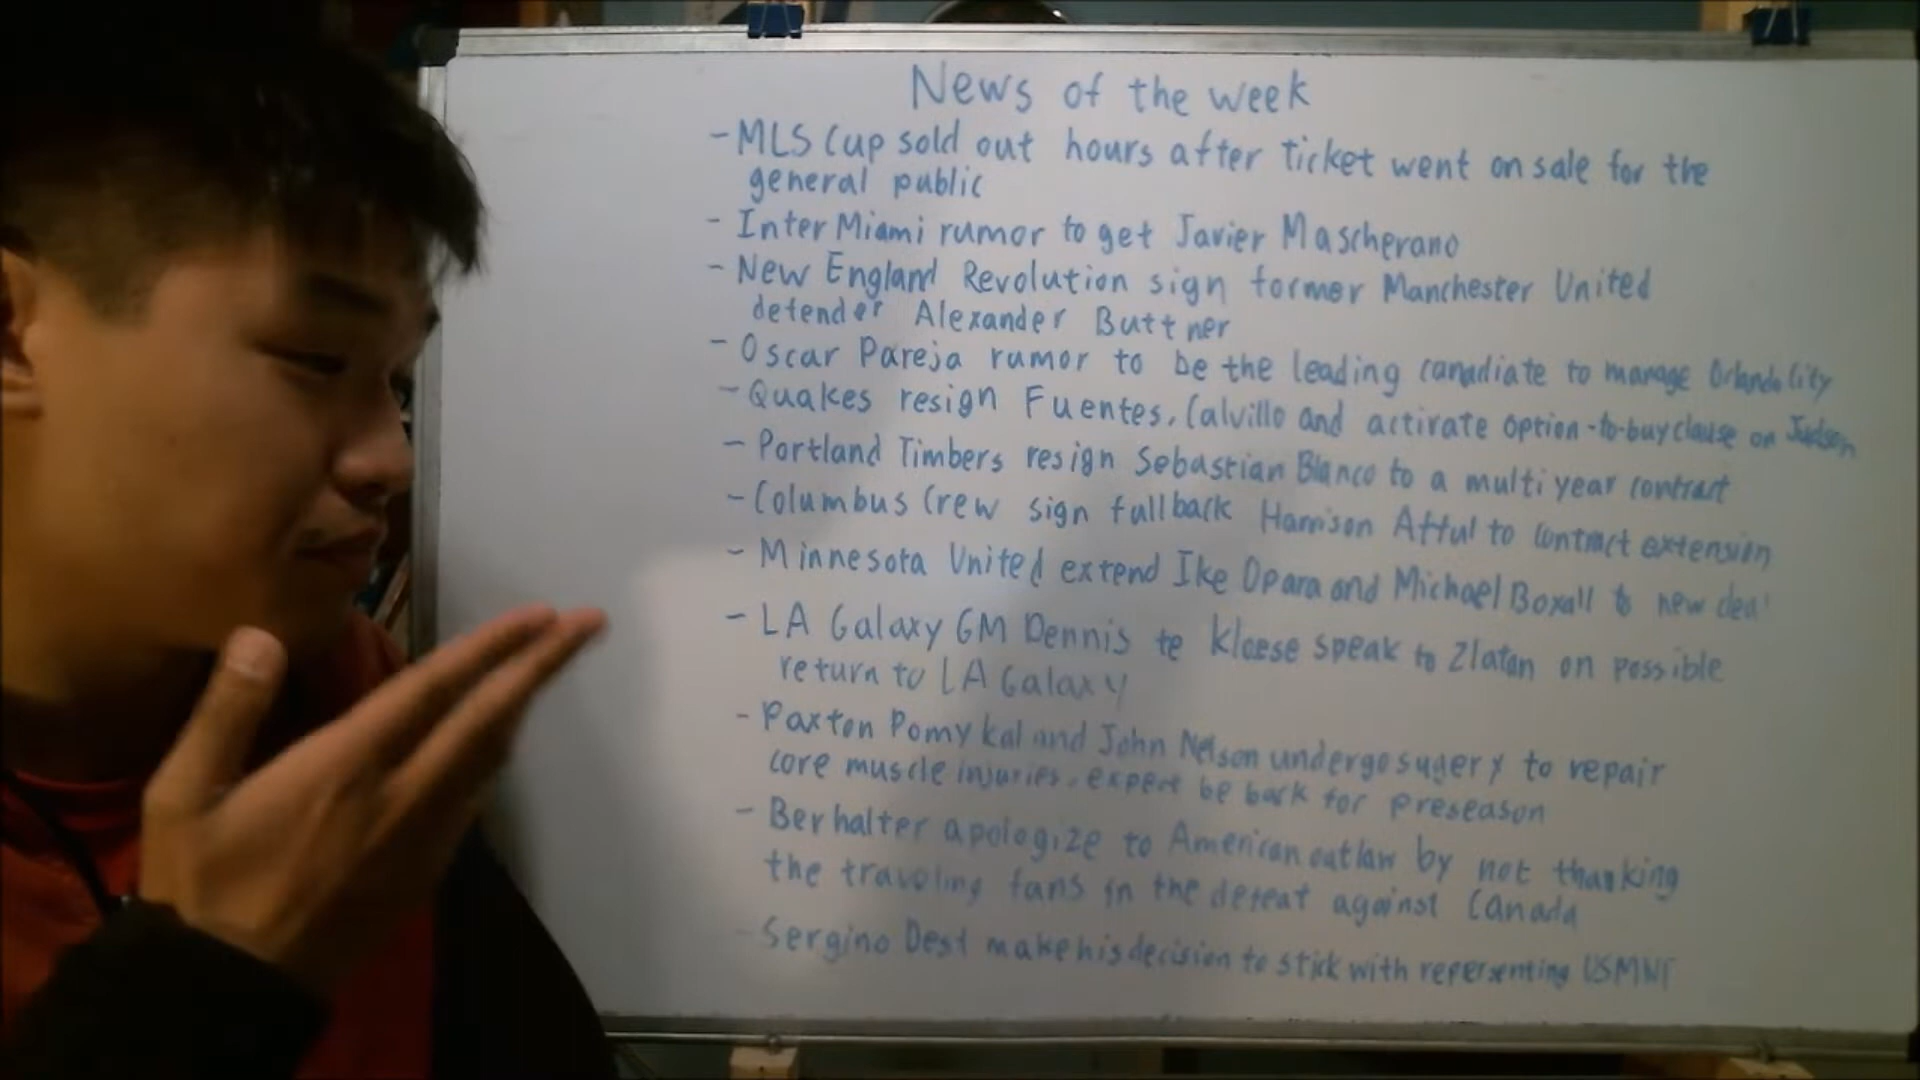 News of the week
- MLS Cup sold out hours after ticket went on sale for the
general public
- Inter Miami rumor to get Javier Mascherano
- New England Revolution sign former Manchester United
defender Alexander Buttner
- Oscar Pareja rumor to be the leading canadiate to manage Orlando City
- Quakes resign Fuentes, Calvillo and activate option-to-buy clause on Judson
- Portland Timbers resign Sebastian Blanco to a multi year contract
- Columbus Crew sign fullback Harrison Afful to contract extension
- Minnesota United extend Ike Opara and Michael Boxall to new deal
- LA Galaxy GM Dennis te kloese speak to Zlatan on possible
return to LA Galaxy
- Paxton Pomykal and John Nelson undergo sugery to repair
core muscle injuries, expect be back for preseason
- Berhalter apologize to American outlaw by not thanking
the traveling fans in the defeat against Canada
- Sergino Dest make his decision to stick with repersenting USMNT